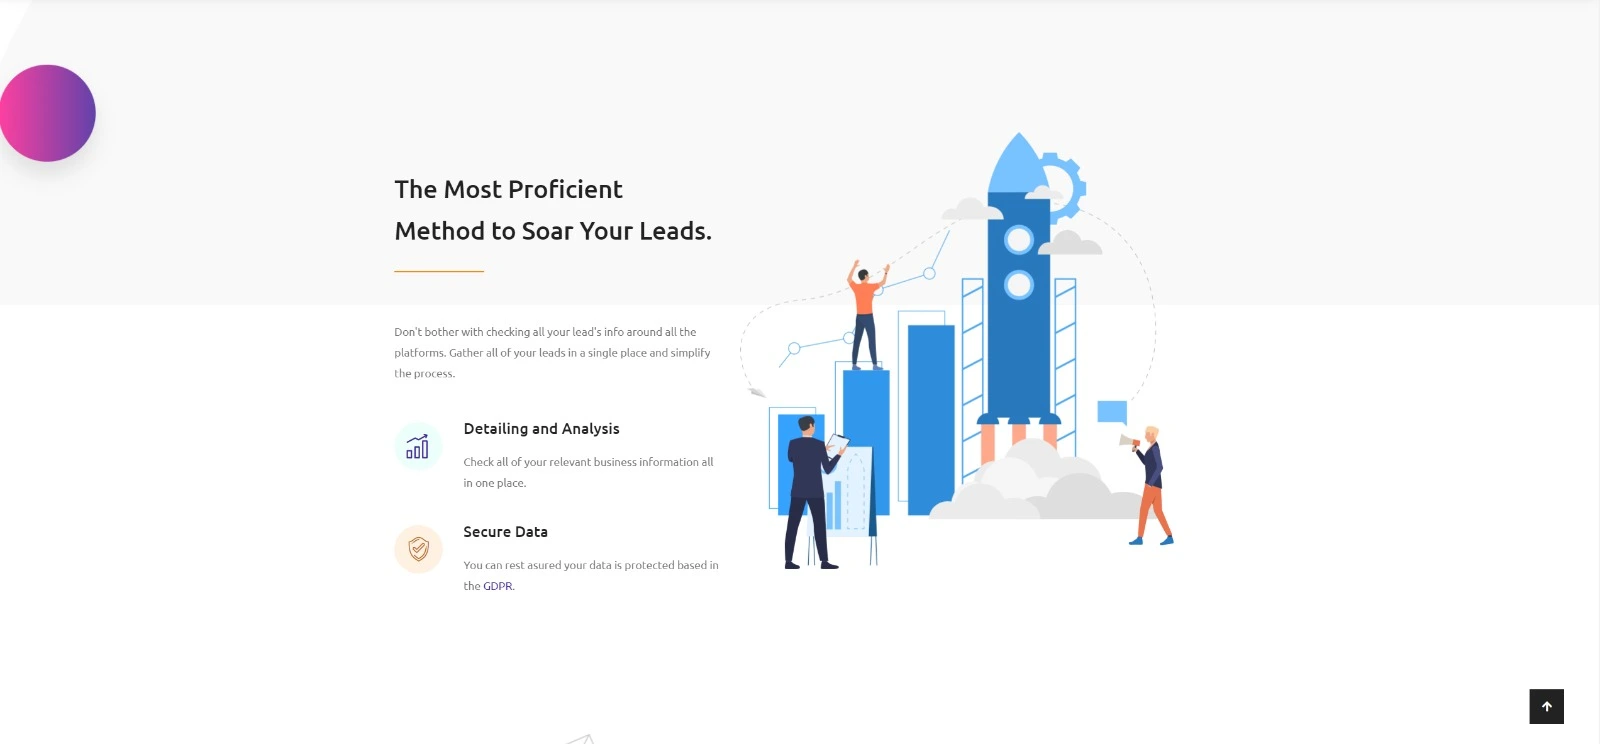 The Most Proficient
Method to Soar Your Leads.
Don't bother with checking all your lead's info around all the
platforms. Gather all of your leads in a single place and simplify
the process.
Detailing and Analysis
Check all of your relevant business information all
in one place.
Secure Data
You can rest asured your data is protected based in
the GDPR.